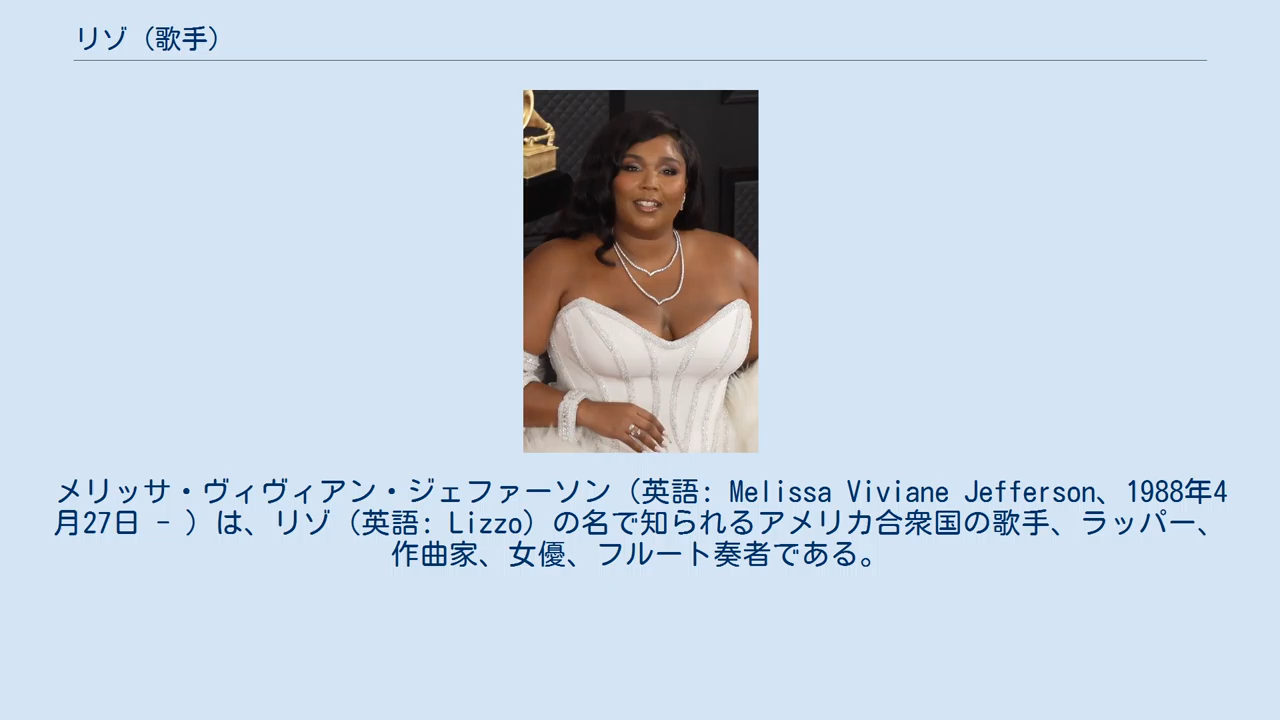 リゾ（歌手）
メリッサ・ヴィヴィアン・ジェファーソン（英語: Melissa Viviane Jefferson、1988年4
月27日 - ）は、リゾ（英語: Lizzo）の名で知られるアメリカ合衆国の歌手、ラッパー、
作曲家、女優、フルート奏者である。